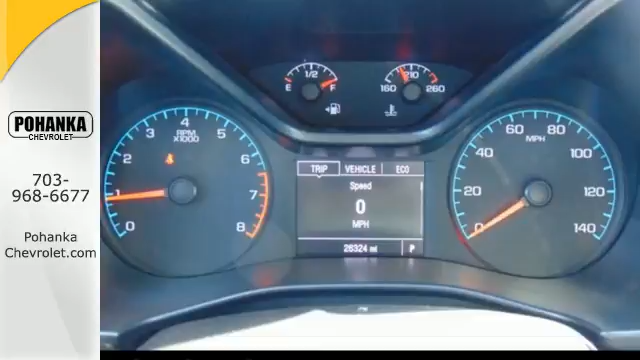 POHANKA
CHEVROLET
703-
968-6677
Pohanka
Chevrolet.com
E 1/2 F
160 210 260
0 1 2 3 4 5 6 7 8
RPM
X1000
TRIP VEHICLE ECO
Speed
0
MPH
26324 mi P
0 20 40 60 80 100 120 140
MPH